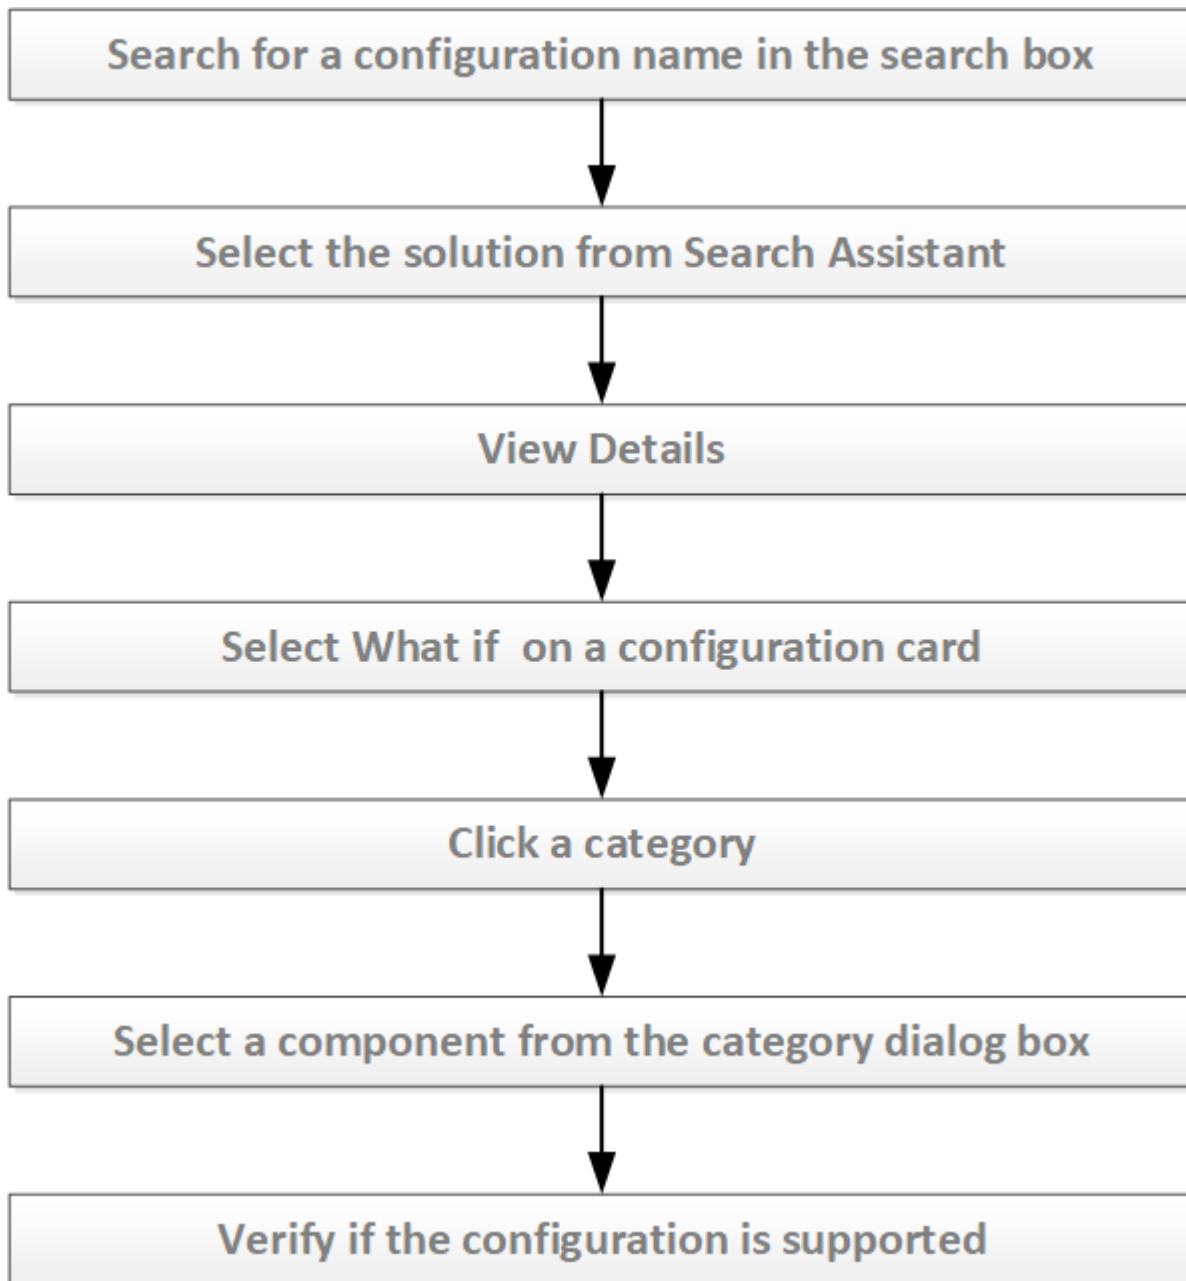 Search for a configuration name in the search box
Select the solution from Search Assistant
View Details
Select What if  on a configuration card
Click a category
Select a component from the category dialog box
Verify if the configuration is supported